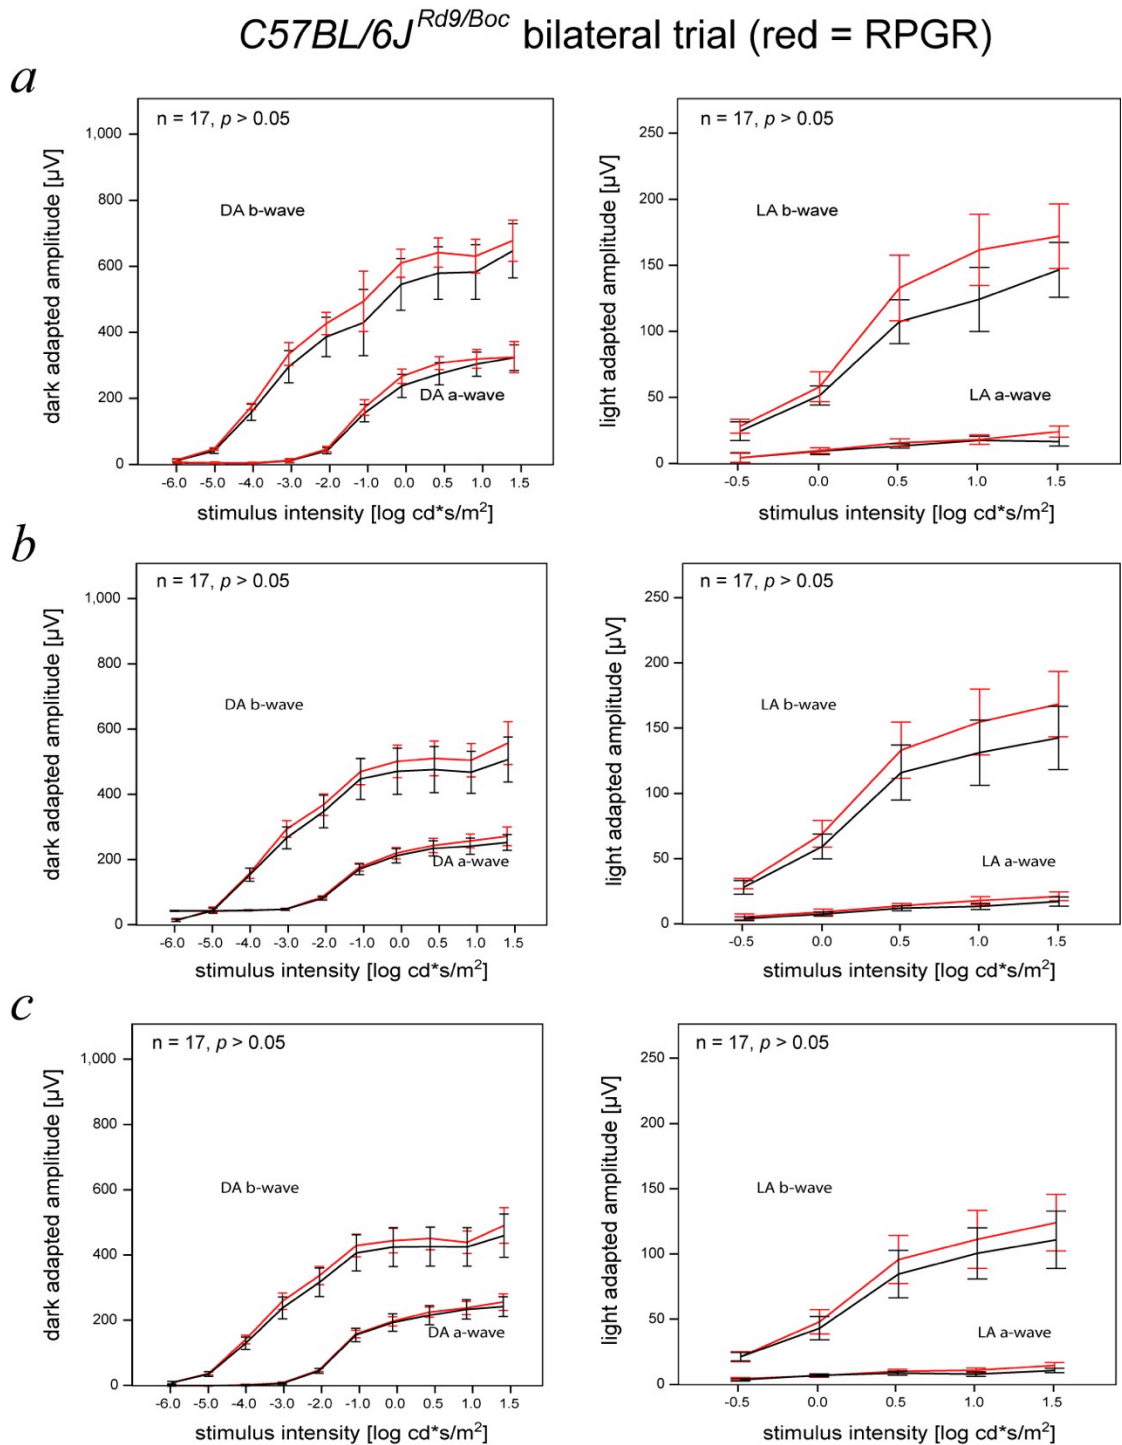 C57BL/6J^Rd9/Boc bilateral trial (red = RPGR)
a
n = 17, p > 0.05
DA b-wave
DA a-wave
dark adapted amplitude [µV]
1,000
800
600
400
200
0
-6.0 -5.0 -4.0 -3.0 -2.0 -1.0 0.0 0.5 1.0 1.5
stimulus intensity [log cd*s/m²]
n = 17, p > 0.05
LA b-wave
LA a-wave
light adapted amplitude [µV]
250
200
150
100
50
0
-0.5 0.0 0.5 1.0 1.5
stimulus intensity [log cd*s/m²]
b
n = 17, p > 0.05
DA b-wave
DA a-wave
dark adapted amplitude [µV]
1,000
800
600
400
200
0
-6.0 -5.0 -4.0 -3.0 -2.0 -1.0 0.0 0.5 1.0 1.5
stimulus intensity [log cd*s/m²]
n = 17, p > 0.05
LA b-wave
LA a-wave
light adapted amplitude [µV]
250
200
150
100
50
0
-0.5 0.0 0.5 1.0 1.5
stimulus intensity [log cd*s/m²]
c
n = 17, p > 0.05
DA b-wave
DA a-wave
dark adapted amplitude [µV]
1,000
800
600
400
200
0
-6.0 -5.0 -4.0 -3.0 -2.0 -1.0 0.0 0.5 1.0 1.5
stimulus intensity [log cd*s/m²]
n = 17, p > 0.05
LA b-wave
LA a-wave
light adapted amplitude [µV]
250
200
150
100
50
0
-0.5 0.0 0.5 1.0 1.5
stimulus intensity [log cd*s/m²]